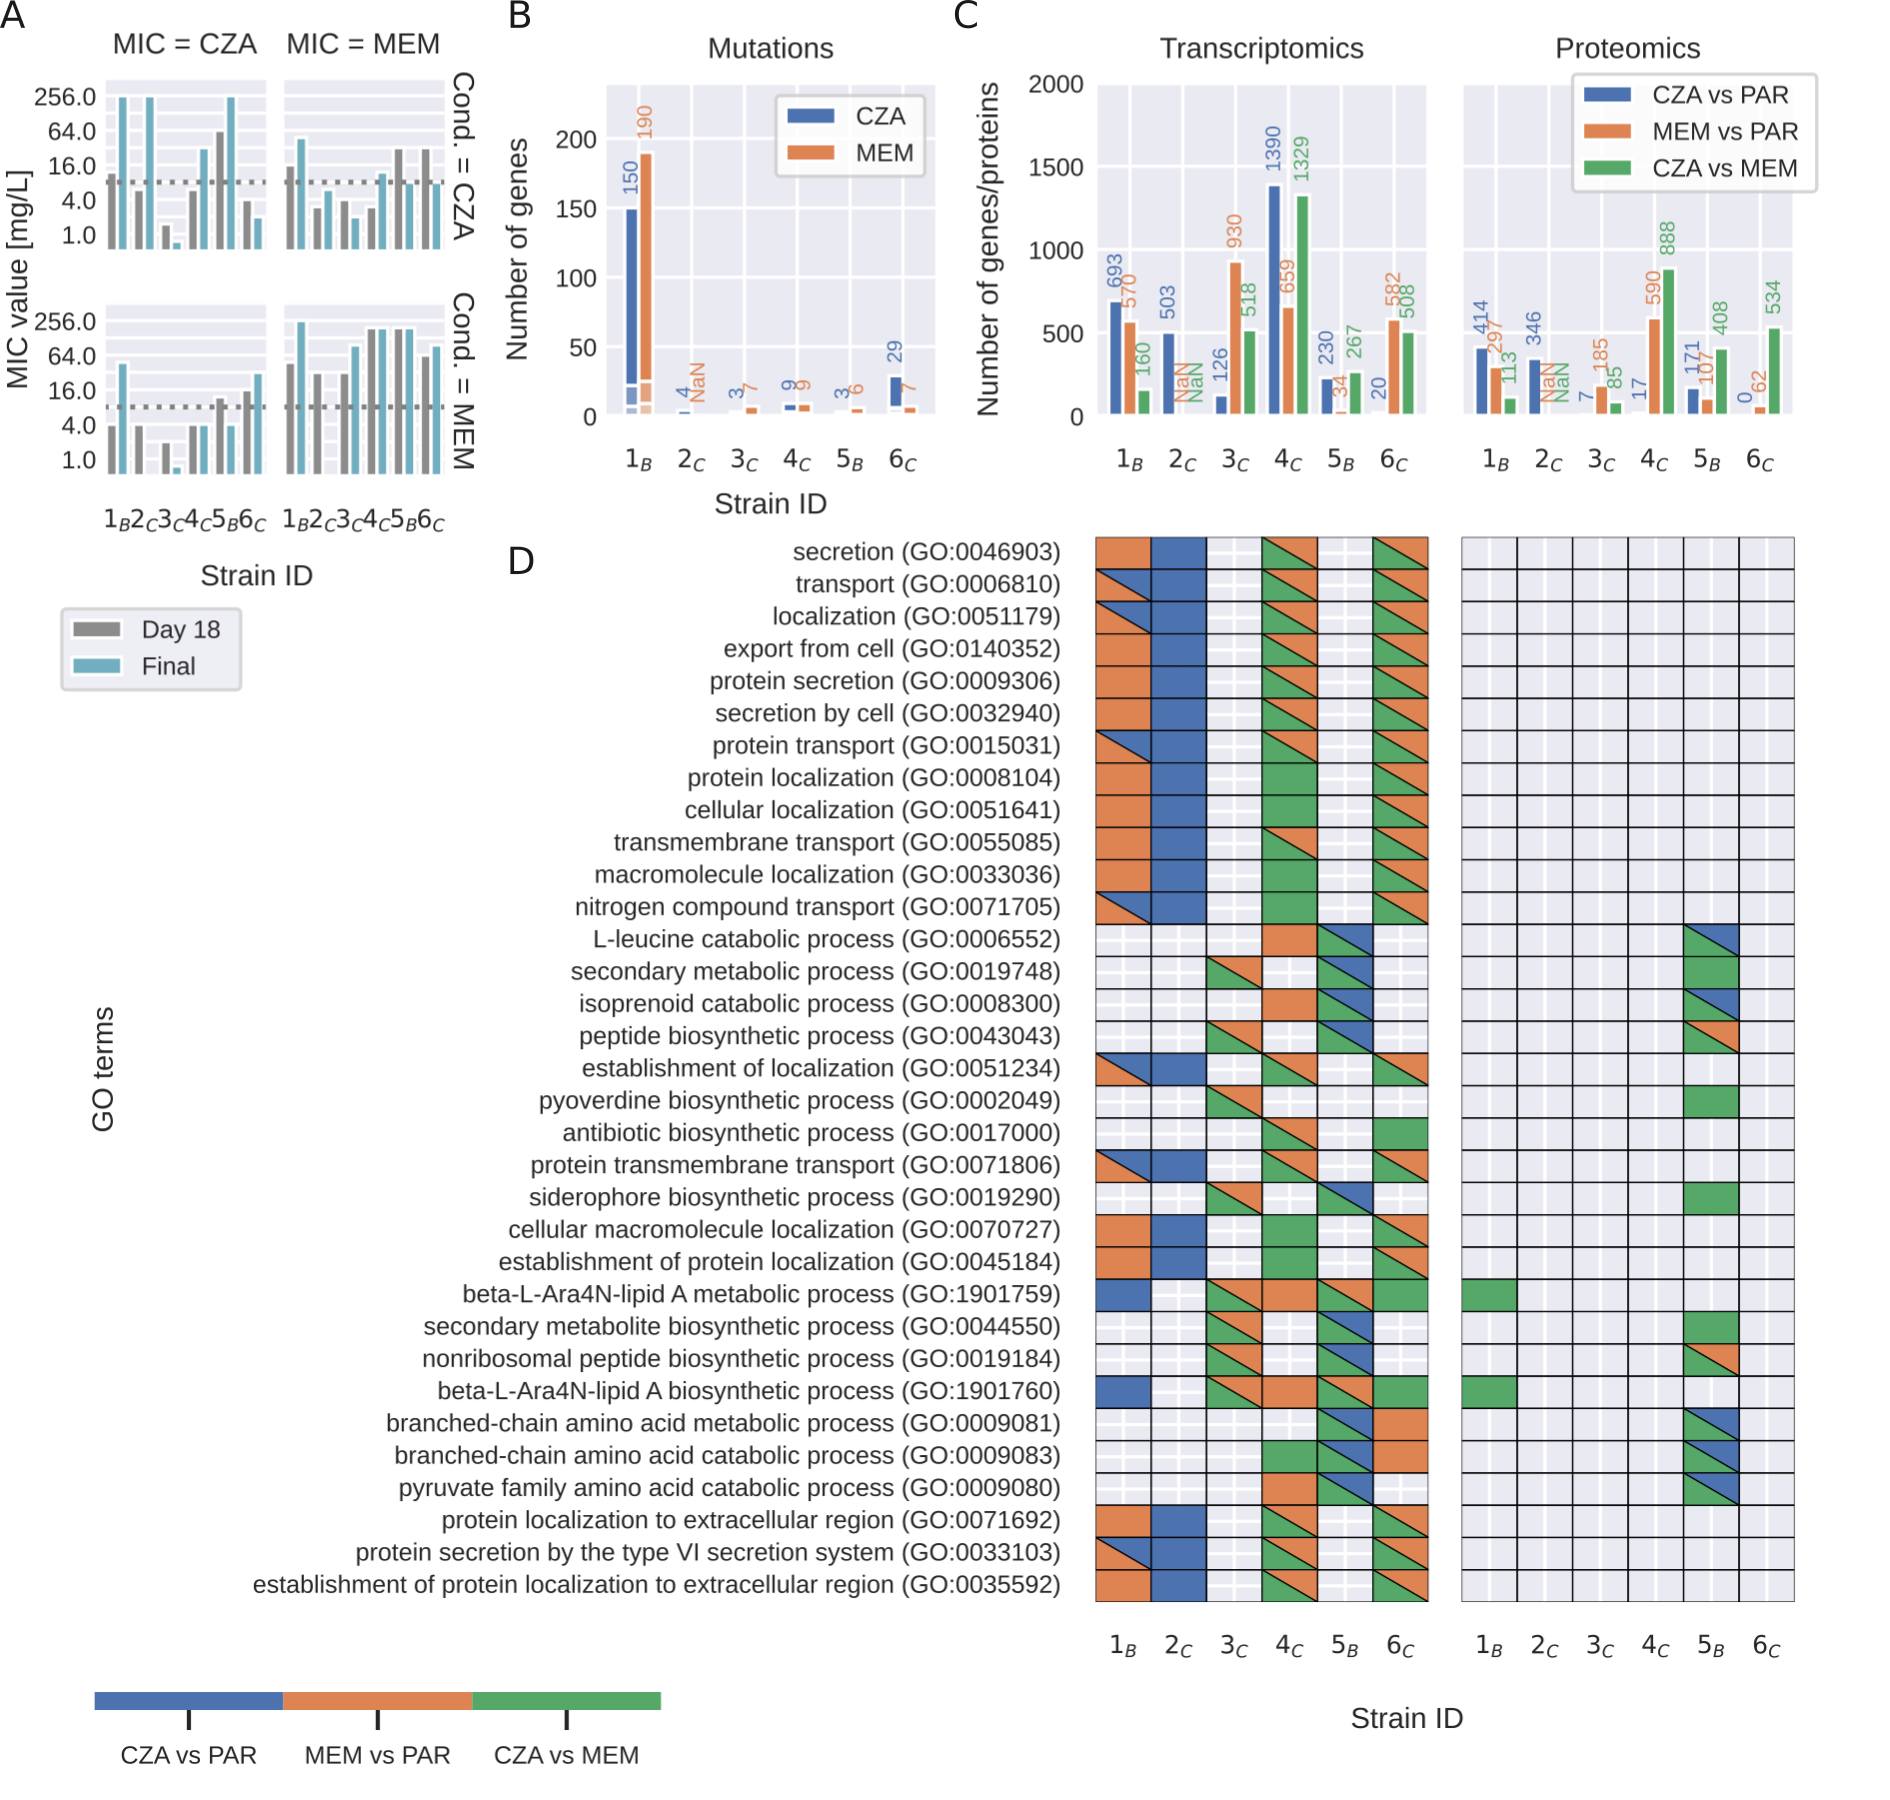 A
MIC = CZA
MIC = MEM
MIC value [mg/L]
256.0
64.0
16.0
4.0
1.0
Cond. = CZA
256.0
64.0
16.0
4.0
1.0
Cond. = MEM
1B 2C 3C 4C 5B 6C
1B 2C 3C 4C 5B 6C
Strain ID
Day 18
Final
B
Mutations
Number of genes
200
150
100
50
0
CZA
MEM
150
190
4
NaN
3
7
9
9
3
6
29
7
1B 2C 3C 4C 5B 6C
Strain ID
C
Transcriptomics
Number of genes/proteins
2000
1500
1000
500
0
693
570
160
503
NaN
NaN
126
930
518
1390
659
1329
230
34
267
20
582
508
1B 2C 3C 4C 5B 6C
Proteomics
CZA vs PAR
MEM vs PAR
CZA vs MEM
414
297
113
346
NaN
NaN
7
185
85
17
590
888
171
107
408
0
62
534
1B 2C 3C 4C 5B 6C
D
GO terms
secretion (GO:0046903)
transport (GO:0006810)
localization (GO:0051179)
export from cell (GO:0140352)
protein secretion (GO:0009306)
secretion by cell (GO:0032940)
protein transport (GO:0015031)
protein localization (GO:0008104)
cellular localization (GO:0051641)
transmembrane transport (GO:0055085)
macromolecule localization (GO:0033036)
nitrogen compound transport (GO:0071705)
L-leucine catabolic process (GO:0006552)
secondary metabolic process (GO:0019748)
isoprenoid catabolic process (GO:0008300)
peptide biosynthetic process (GO:0043043)
establishment of localization (GO:0051234)
pyoverdine biosynthetic process (GO:0002049)
antibiotic biosynthetic process (GO:0017000)
protein transmembrane transport (GO:0071806)
siderophore biosynthetic process (GO:0019290)
cellular macromolecule localization (GO:0070727)
establishment of protein localization (GO:0045184)
beta-L-Ara4N-lipid A metabolic process (GO:1901759)
secondary metabolite biosynthetic process (GO:0044550)
nonribosomal peptide biosynthetic process (GO:0019184)
beta-L-Ara4N-lipid A biosynthetic process (GO:1901760)
branched-chain amino acid metabolic process (GO:0009081)
branched-chain amino acid catabolic process (GO:0009083)
pyruvate family amino acid catabolic process (GO:0009080)
protein localization to extracellular region (GO:0071692)
protein secretion by the type VI secretion system (GO:0033103)
establishment of protein localization to extracellular region (GO:0035592)
1B 2C 3C 4C 5B 6C
1B 2C 3C 4C 5B 6C
Strain ID
CZA vs PAR
MEM vs PAR
CZA vs MEM